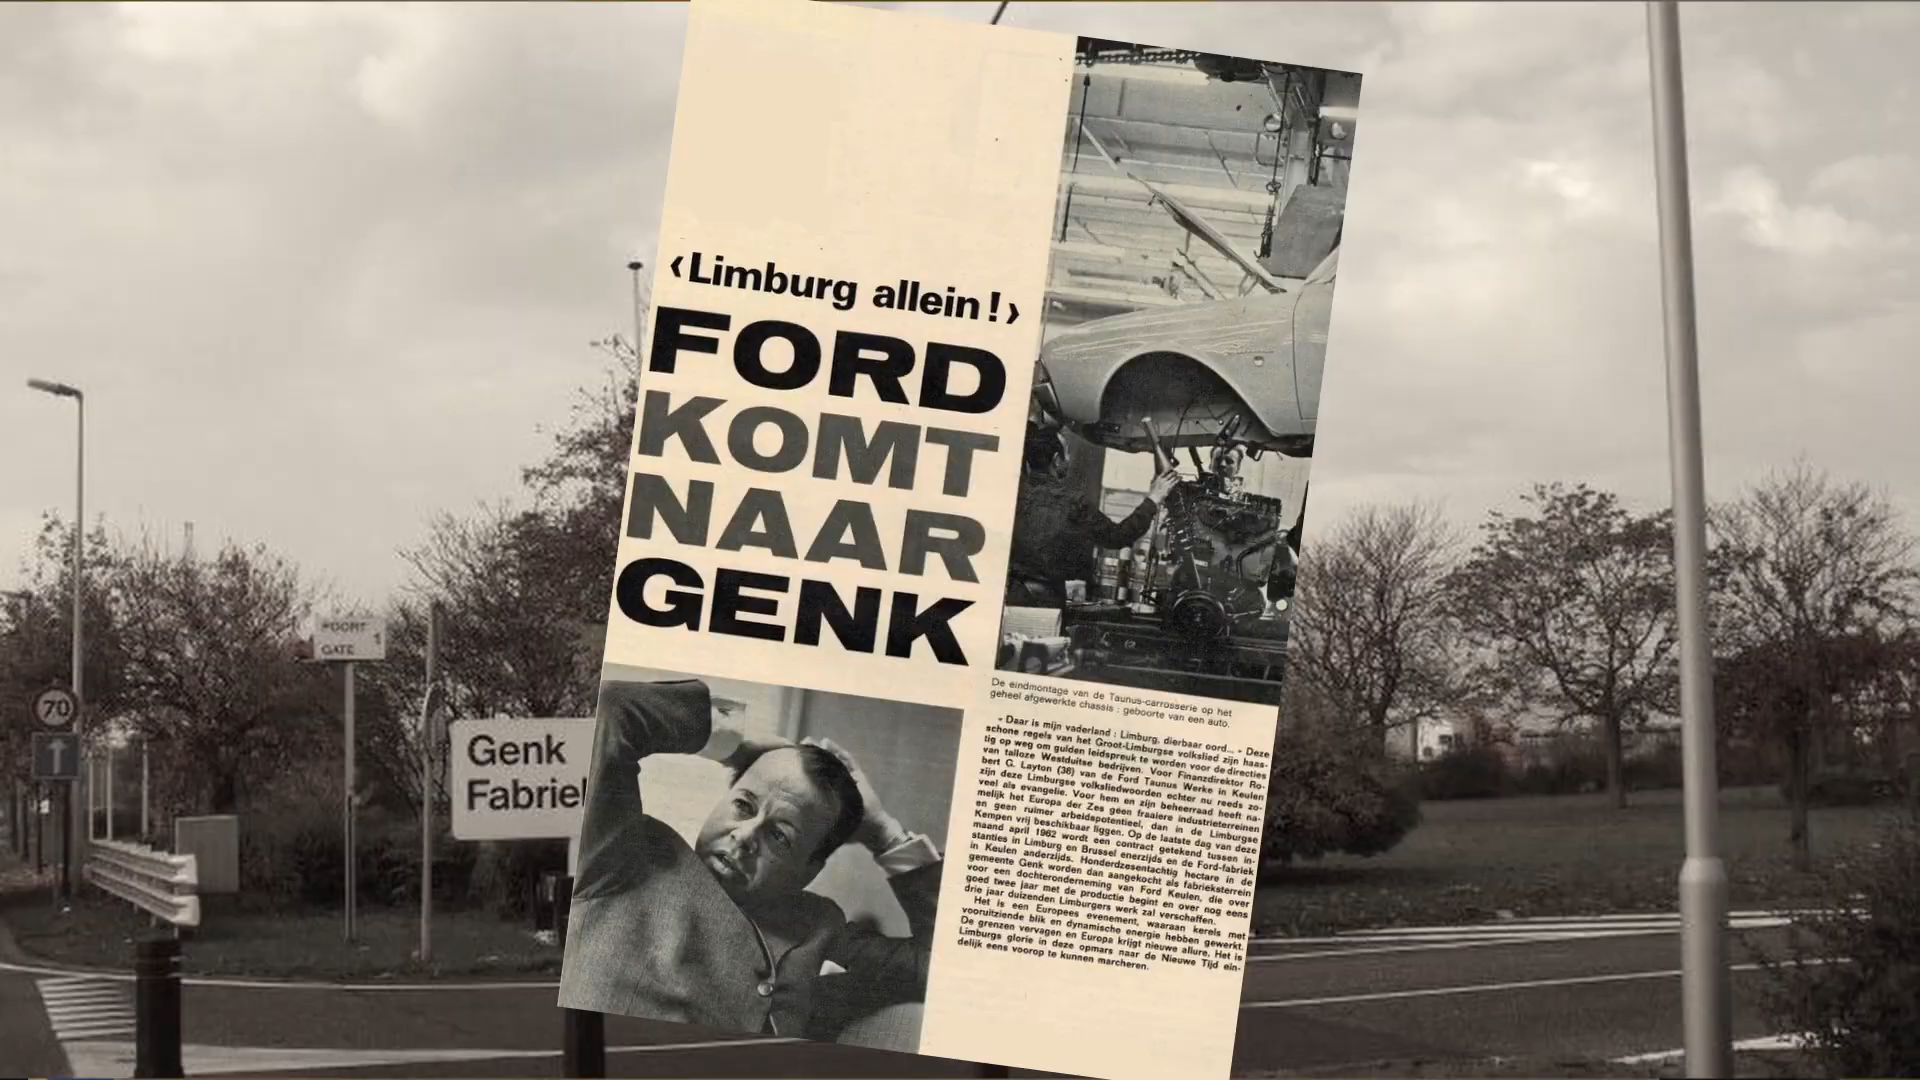 ‹Limburg allein!›
FORD
KOMT
NAAR
GENK
De eindmontage van de Taunus-carrosserie op het
geheel afgewerkte chassis : geboorte van een auto.
« Daar is mijn vaderland : Limburg, dierbaar oord... » Deze
schone regels van het Groot-Limburgse volkslied zijn haas-
tig op weg om gulden leidspreuk te worden voor de directies
van talloze Westduitse bedrijven. Voor Finanzdirektor Ro-
bert G. Layton (36) van de Ford Taunus Werke in Keulen
zijn deze Limburgse volksliedwoorden echter nu reeds zo-
veel als evangelie. Voor hem en zijn beheerraad heeft na-
melijk het Europa der Zes geen fraaiere industrieterreinen
en geen ruimer arbeidspotentieel, dan in de Limburgse
Kempen vrij beschikbaar liggen. Op de laatste dag van deze
maand april 1962 wordt een contract getekend tussen in-
stanties in Limburg en Brussel enerzijds en de Ford-fabriek
in Keulen anderzijds. Honderdzesentachtig hectare in de
gemeente Genk worden dan aangekocht als fabrieksterrein
voor een dochteronderneming van Ford Keulen, die over
goed twee jaar met de productie begint en over nog eens
drie jaar duizenden Limburgers werk zal verschaffen.
Het is een Europees evenement, waaraan kerels met
vooruitziende blik en dynamische energie hebben gewerkt.
De grenzen vervagen en Europa krijgt nieuwe allure. Het is
Limburgs glorie in deze opmars naar de Nieuwe Tijd ein-
delijk eens voorop te kunnen marcheren.
POORT 1
GATE
70
Genk
Fabriek